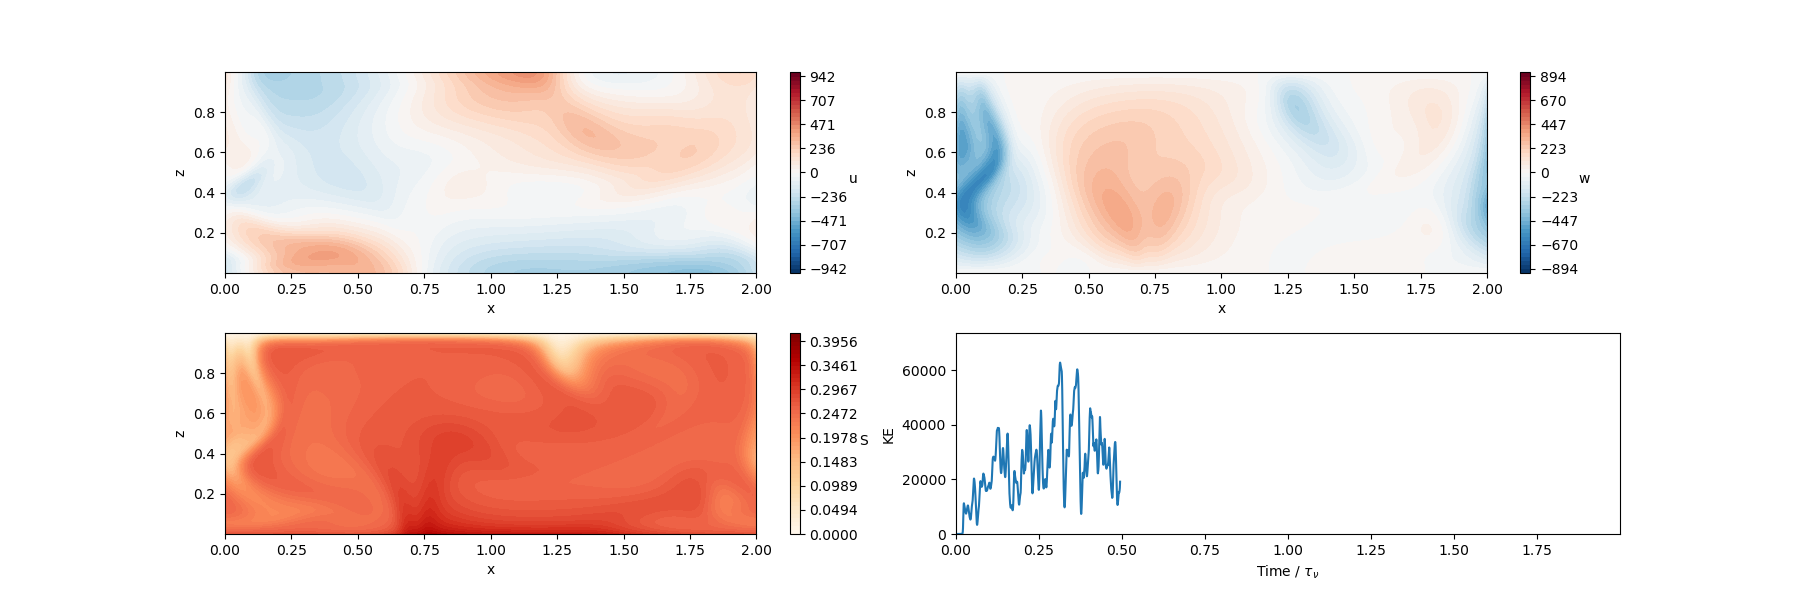 942
0.8
707
471
0.6
236
z
0
u
0.4
−236
−471
0.2
−707
−942
0.00 0.25 0.50 0.75 1.00 1.25 1.50 1.75 2.00
x
894
0.8
670
447
0.6
223
z
0
w
0.4
−223
−447
0.2
−670
−894
0.00 0.25 0.50 0.75 1.00 1.25 1.50 1.75 2.00
x
0.3956
0.8
0.3461
0.2967
0.6
0.2472
z
0.1978
S
0.4
0.1483
0.0989
0.2
0.0494
0.0000
0.00 0.25 0.50 0.75 1.00 1.25 1.50 1.75 2.00
x
60000
40000
KE
20000
0
0.00 0.25 0.50 0.75 1.00 1.25 1.50 1.75
Time / τν